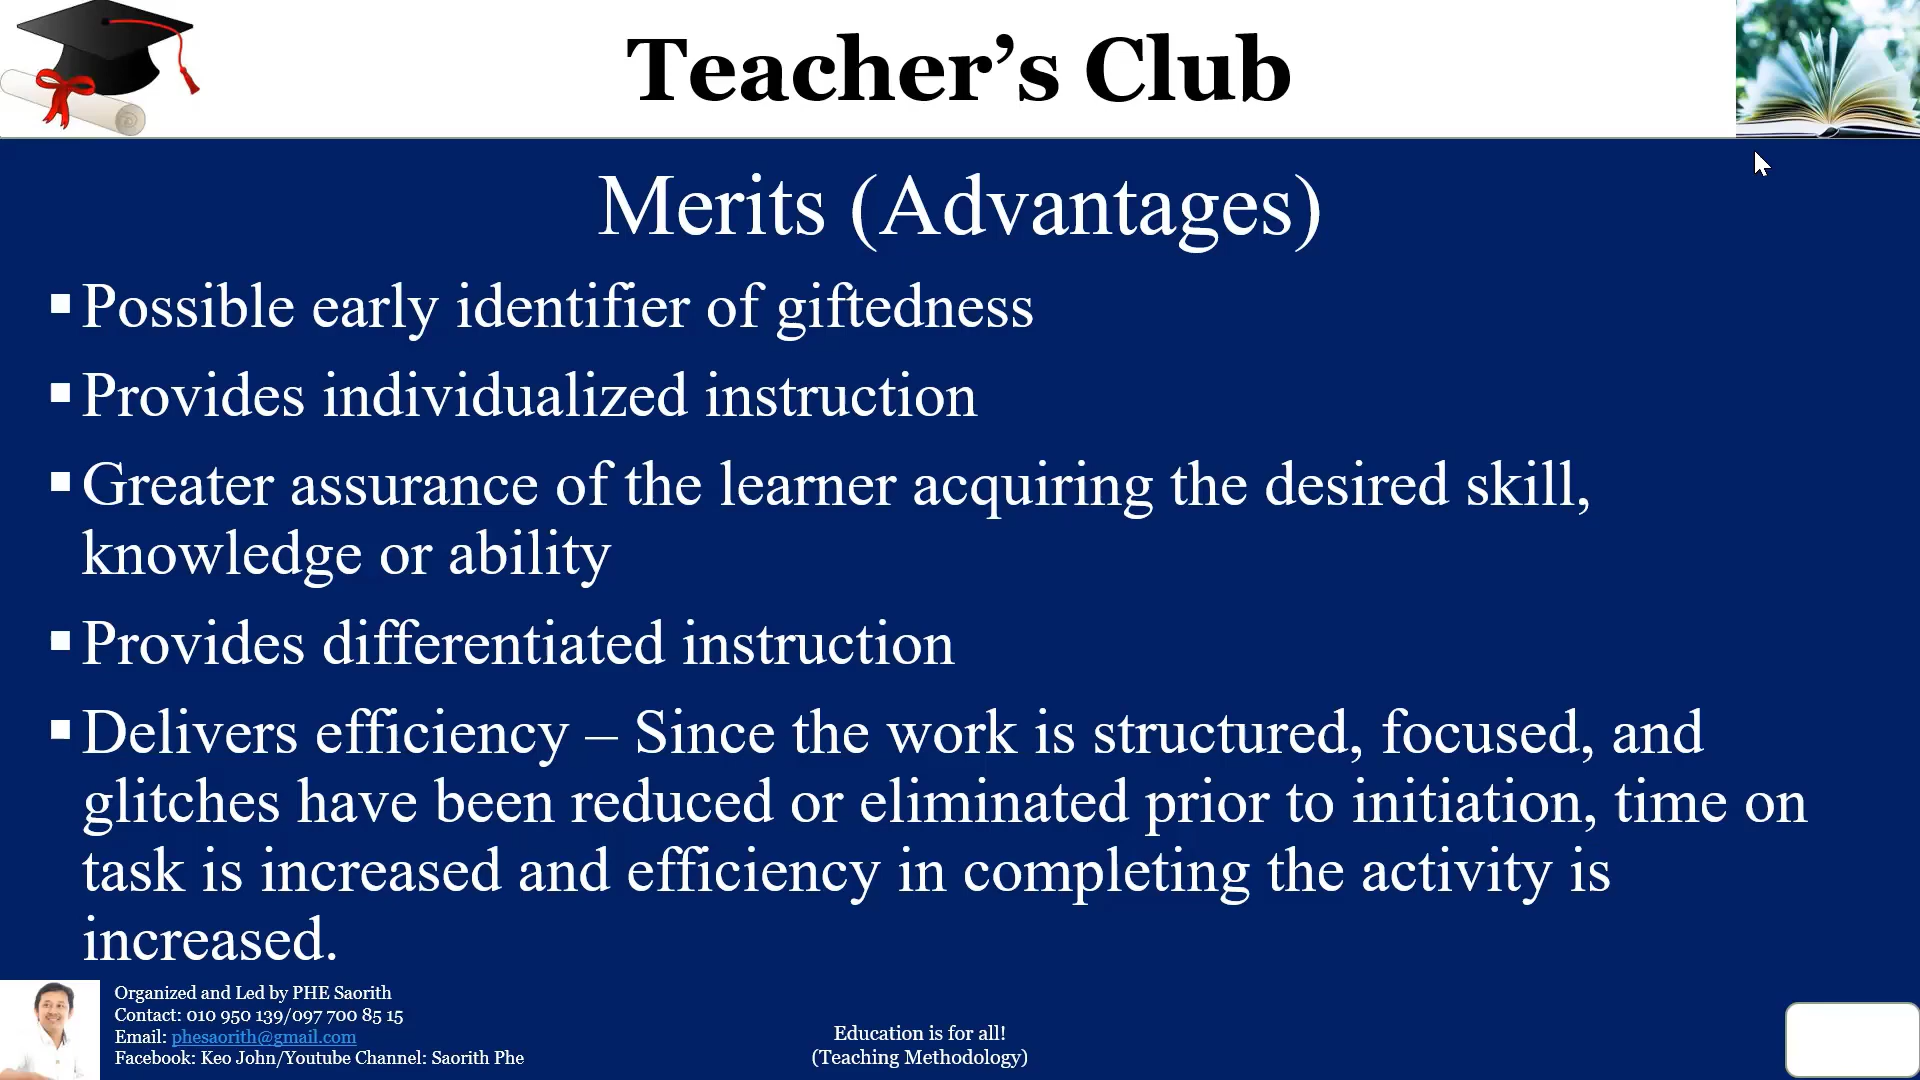 Teacher’s Club
Merits (Advantages)
▪Possible early identifier of giftedness
▪Provides individualized instruction
▪Greater assurance of the learner acquiring the desired skill,
knowledge or ability
▪Provides differentiated instruction
▪Delivers efficiency – Since the work is structured, focused, and
glitches have been reduced or eliminated prior to initiation, time on
task is increased and efficiency in completing the activity is
increased.
Organized and Led by PHE Saorith
Contact: 010 950 139/097 700 85 15
Email: phesaorith@gmail.com
Facebook: Keo John/Youtube Channel: Saorith Phe
Education is for all!
(Teaching Methodology)